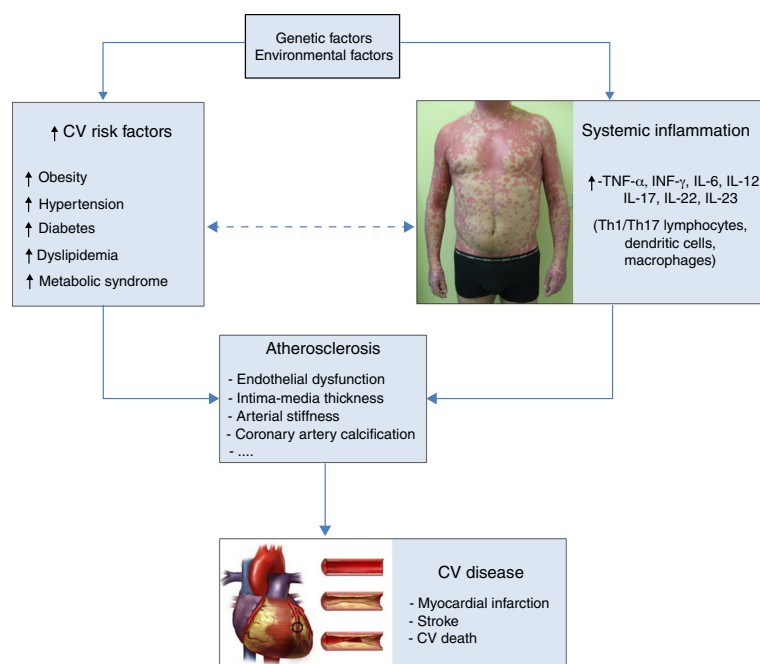 Genetic factors
Environmental factors
↑ CV risk factors
↑ Obesity
↑ Hypertension
↑ Diabetes
↑ Dyslipidemia
↑ Metabolic syndrome
Systemic inflammation
↑-TNF-α, INF-γ, IL-6, IL-12
IL-17, IL-22, IL-23
(Th1/Th17 lymphocytes,
dendritic cells,
macrophages)
Atherosclerosis
- Endothelial dysfunction
- Intima-media thickness
- Arterial stiffness
- Coronary artery calcification
- ....
CV disease
- Myocardial infarction
- Stroke
- CV death